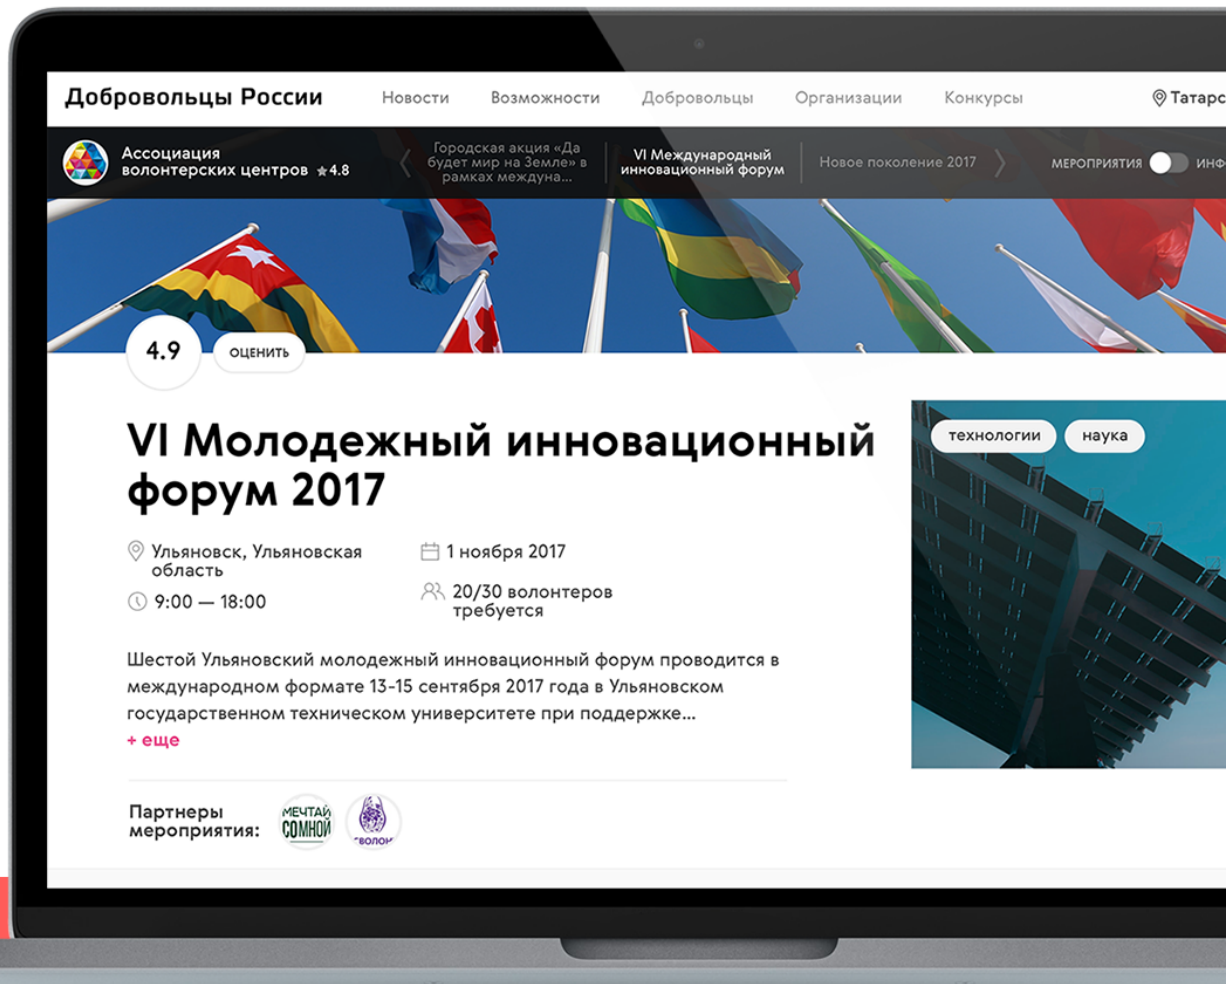 Добровольцы России
Новости
Возможности
Добровольцы
Организации
Конкурсы
Ассоциация
волонтерских центров ★4.8
Городская акция «Да
будет мир на Земле» в
рамках междуна...
VI Международный
инновационный форум
Новое поколение 2017
МЕРОПРИЯТИЯ
4.9
ОЦЕНИТЬ
VI Молодежный инновационный
форум 2017
технологии
наука
Ульяновск, Ульяновская
область
1 ноября 2017
9:00 — 18:00
20/30 волонтеров
требуется
Шестой Ульяновский молодежный инновационный форум проводится в
международном формате 13-15 сентября 2017 года в Ульяновском
государственном техническом университете при поддержке...
+ еще
Партнеры
мероприятия:
МЕЧТАЙ
СОМНОЙ